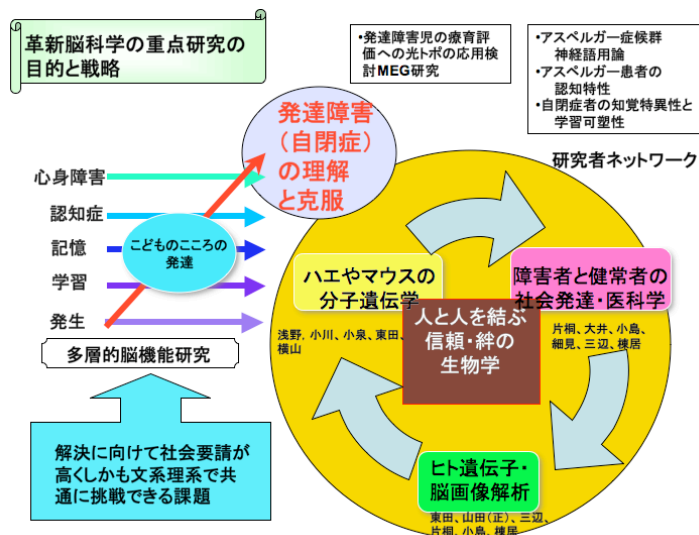 革新脳科学の重点研究の
目的と戦略
•発達障害児の療育評
価への光トポの応用検
討MEG研究
•アスペルガー症候群
神経語用論
•アスペルガー患者の
認知特性
•自閉症者の知覚特異性と
学習可塑性
発達障害
（自閉症）
の理解
と克服
研究者ネットワーク
心身障害
認知症
記憶
学習
発生
こどものこころの
発達
多層的脳機能研究
解決に向けて社会要請が
高くしかも文系理系で共
通に挑戦できる課題
ハエやマウスの
分子遺伝学
浅野, 小川、小泉、東田、
横山
障害者と健常者の
社会発達・医科学
片桐、大井、小島、
細見、三辺、棟居
人と人を結ぶ
信頼・絆の
生物学
ヒト遺伝子・
脳画像解析
東田、山田（正）、三辺、
片桐、小島、棟居